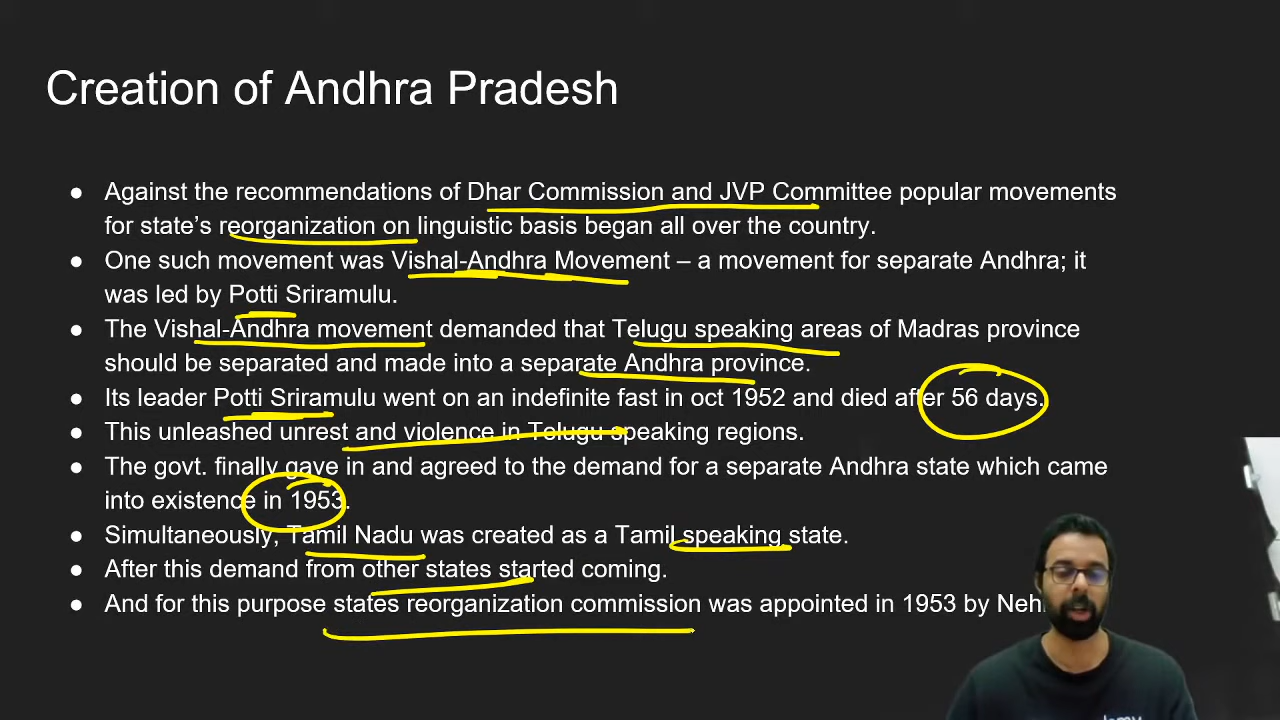 Creation of Andhra Pradesh
● Against the recommendations of Dhar Commission and JVP Committee popular movements
for state’s reorganization on linguistic basis began all over the country.
● One such movement was Vishal-Andhra Movement – a movement for separate Andhra; it
was led by Potti Sriramulu.
● The Vishal-Andhra movement demanded that Telugu speaking areas of Madras province
should be separated and made into a separate Andhra province.
● Its leader Potti Sriramulu went on an indefinite fast in oct 1952 and died after 56 days.
● This unleashed unrest and violence in Telugu speaking regions.
● The govt. finally gave in and agreed to the demand for a separate Andhra state which came
into existence in 1953.
● Simultaneously, Tamil Nadu was created as a Tamil speaking state.
● After this demand from other states started coming.
● And for this purpose states reorganization commission was appointed in 1953 by